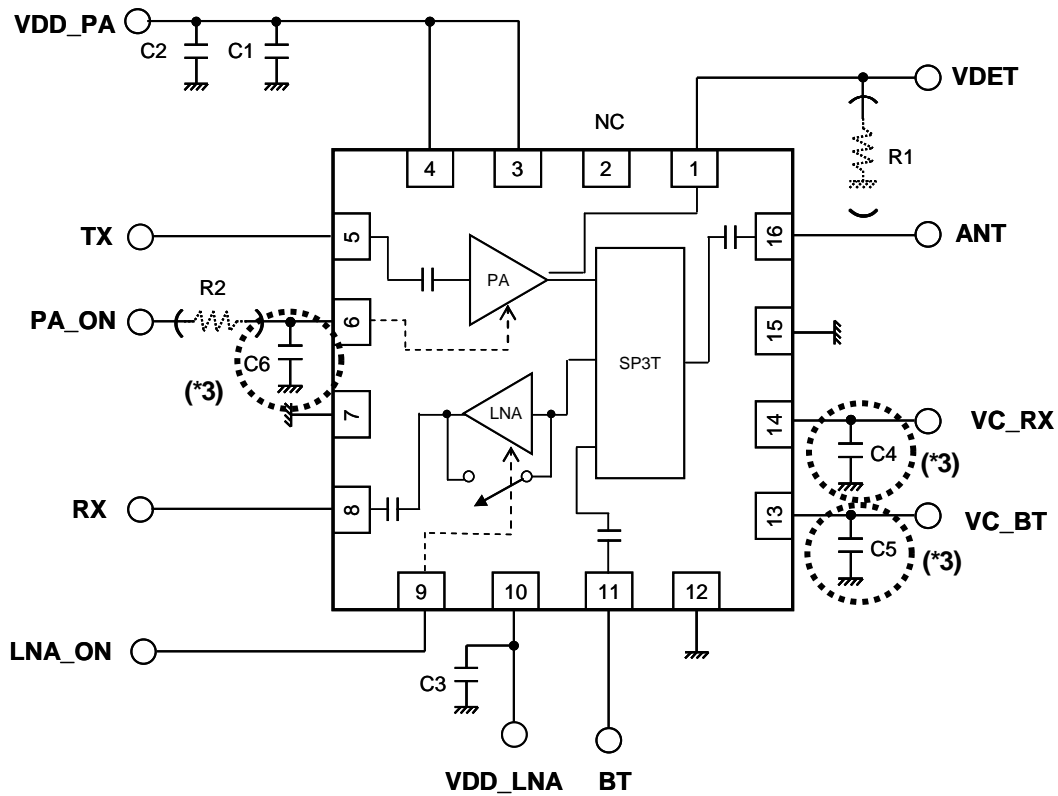 VDD_PA
C2
C1
VDET
NC
R1
4
3
2
1
TX
5
16
ANT
PA
R2
PA_ON
6
15
C6
SP3T
(*3)
LNA
7
14
VC_RX
C4
(*3)
RX
8
13
VC_BT
C5
(*3)
9
10
11
12
LNA_ON
C3
VDD_LNA
BT